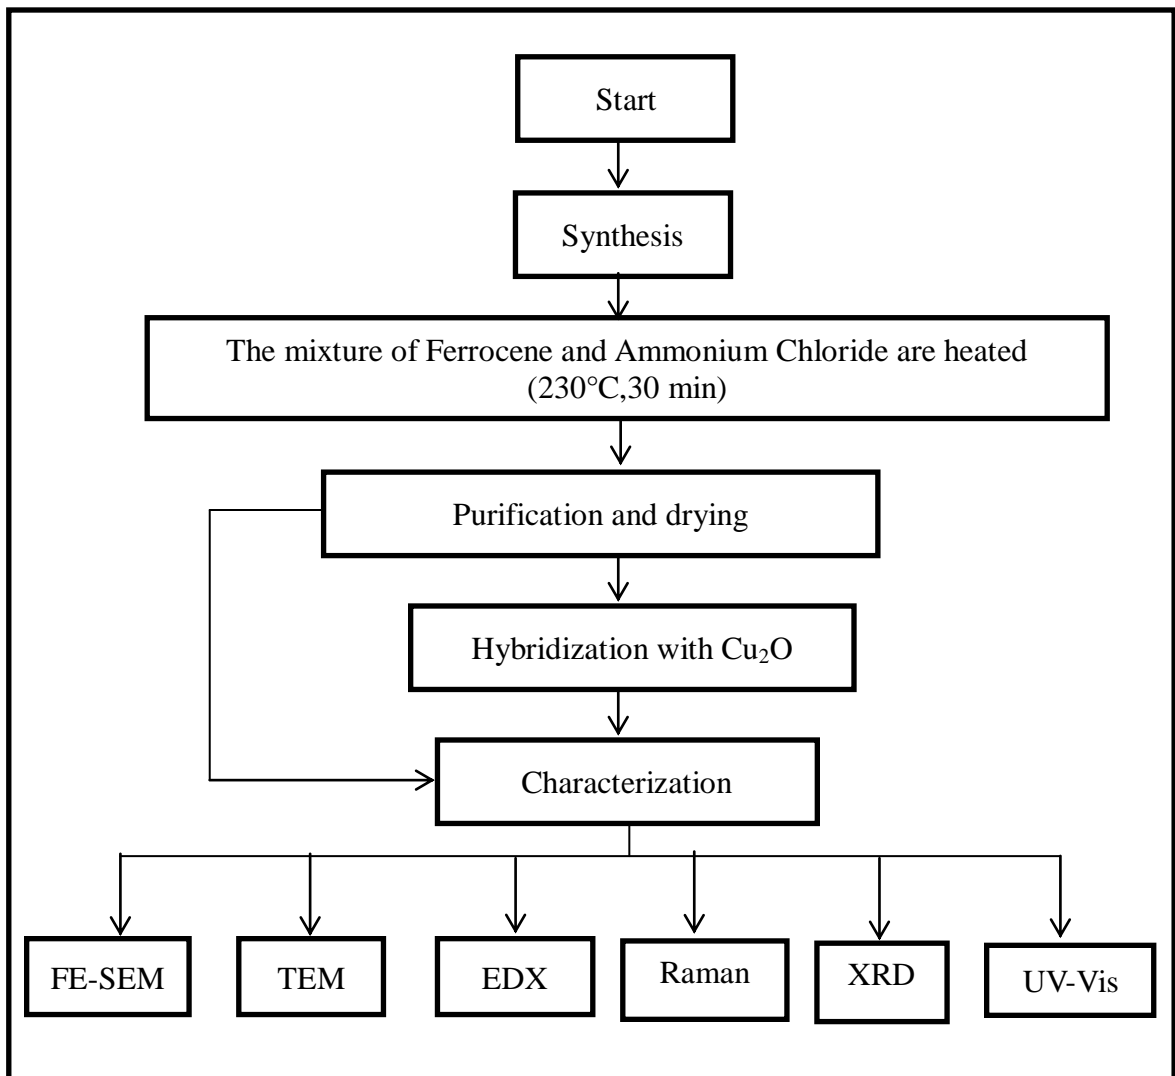 Start
Synthesis
The mixture of Ferrocene and Ammonium Chloride are heated
(230°C,30 min)
Purification and drying
Hybridization with Cu₂O
Characterization
FE-SEM
TEM
EDX
Raman
XRD
UV-Vis